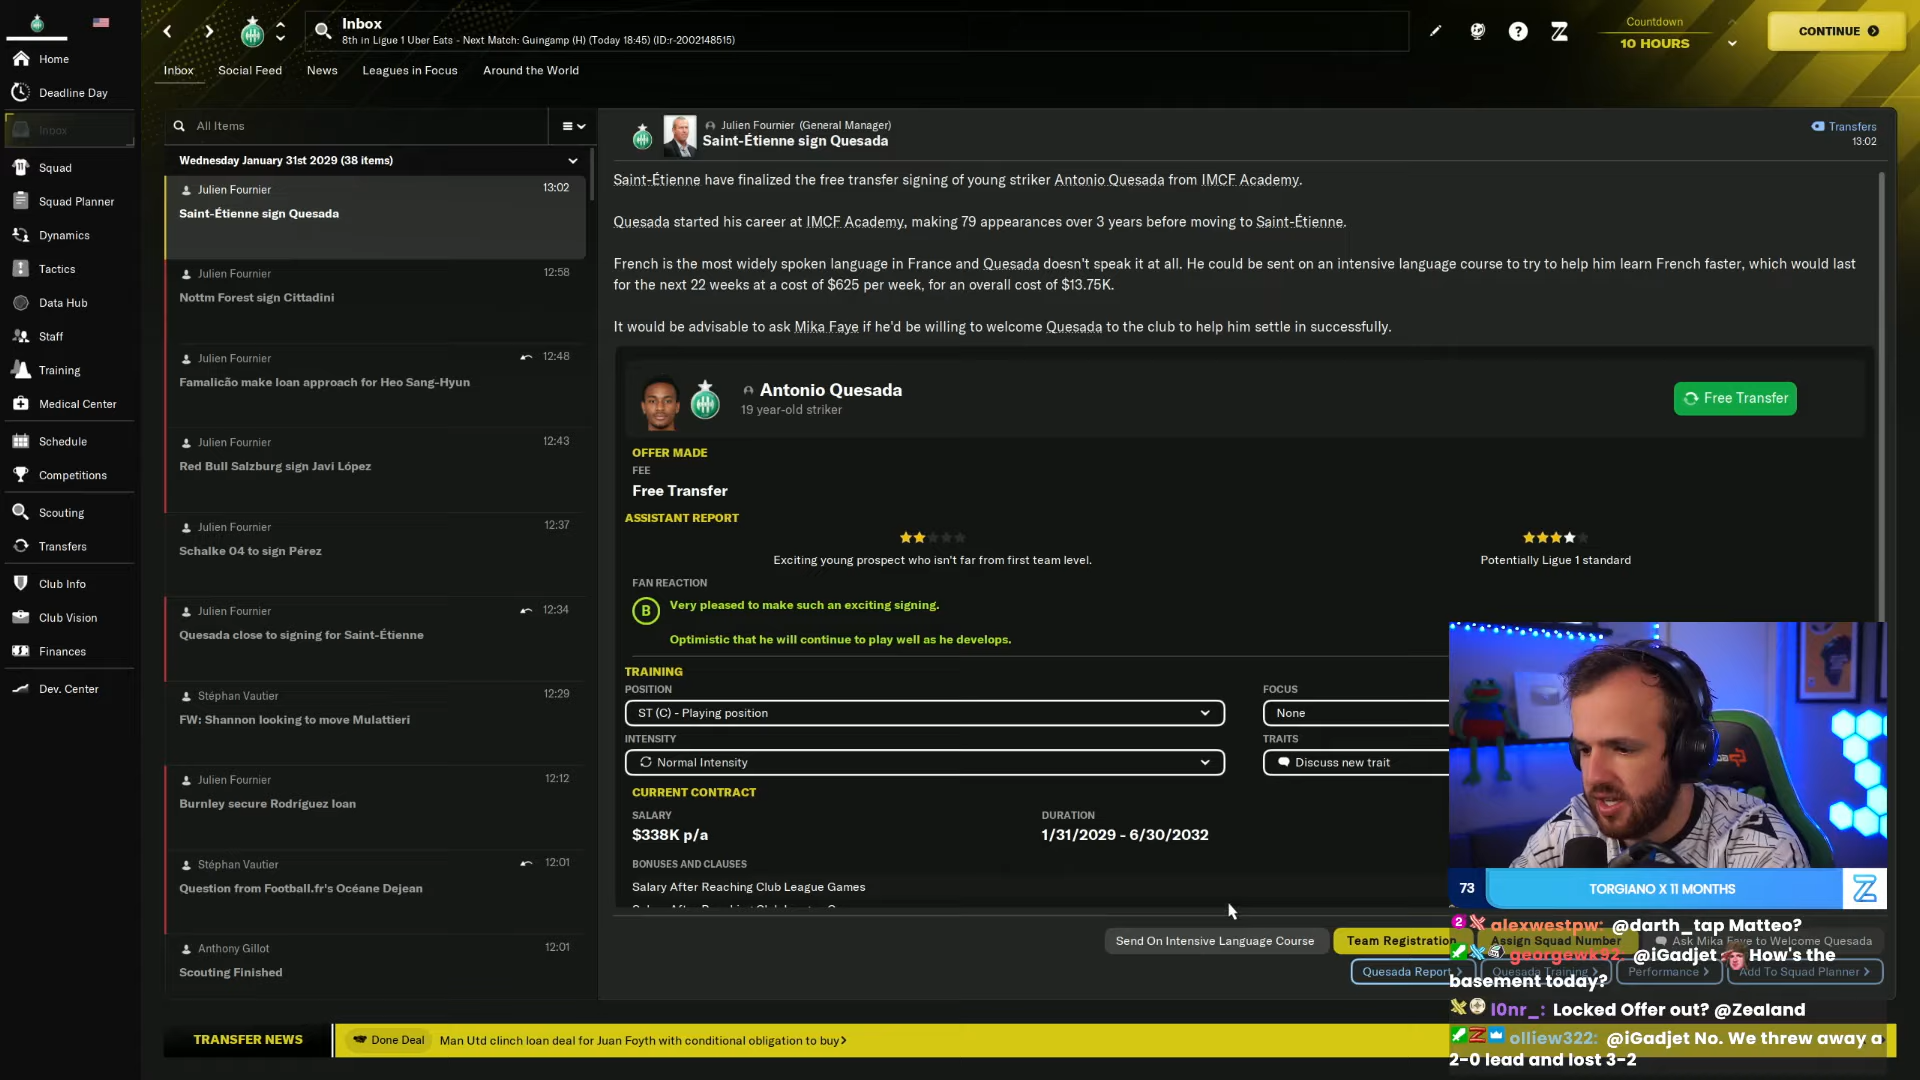 Inbox
8th in Ligue 1 Uber Eats - Next Match: Guingamp (H) (Today 18:45) (ID:r-2002148515)
Countdown
10 HOURS
CONTINUE
Inbox
Social Feed
News
Leagues in Focus
Around the World
Home
Deadline Day
Inbox
Squad
Squad Planner
Dynamics
Tactics
Data Hub
Staff
Training
Medical Center
Schedule
Competitions
Scouting
Transfers
Club Info
Club Vision
Finances
Dev. Center
All Items
Wednesday January 31st 2029 (38 items)
Julien Fournier 13:02
Saint-Étienne sign Quesada
Julien Fournier 12:58
Nottm Forest sign Cittadini
Julien Fournier 12:48
Famalicão make loan approach for Heo Sang-Hyun
Julien Fournier 12:43
Red Bull Salzburg sign Javi López
Julien Fournier 12:37
Schalke 04 to sign Pérez
Julien Fournier 12:34
Quesada close to signing for Saint-Étienne
Stéphan Vautier 12:29
FW: Shannon looking to move Mulattieri
Julien Fournier 12:12
Burnley secure Rodríguez loan
Stéphan Vautier 12:01
Question from Football.fr's Océane Dejean
Anthony Gillot 12:01
Scouting Finished
Julien Fournier (General Manager)
Saint-Étienne sign Quesada
Transfers
13:02
Saint-Étienne have finalized the free transfer signing of young striker Antonio Quesada from IMCF Academy.
Quesada started his career at IMCF Academy, making 79 appearances over 3 years before moving to Saint-Étienne.
French is the most widely spoken language in France and Quesada doesn't speak it at all. He could be sent on an intensive language course to try to help him learn French faster, which would last
for the next 22 weeks at a cost of $625 per week, for an overall cost of $13.75K.
It would be advisable to ask Mika Faye if he'd be willing to welcome Quesada to the club to help him settle in successfully.
Antonio Quesada
19 year-old striker
Free Transfer
OFFER MADE
FEE
Free Transfer
ASSISTANT REPORT
Exciting young prospect who isn't far from first team level.
Potentially Ligue 1 standard
FAN REACTION
B
Very pleased to make such an exciting signing.
Optimistic that he will continue to play well as he develops.
TRAINING
POSITION
ST (C) - Playing position
FOCUS
None
INTENSITY
Normal Intensity
TRAITS
Discuss new trait
CURRENT CONTRACT
SALARY
$338K p/a
DURATION
1/31/2029 - 6/30/2032
BONUSES AND CLAUSES
Salary After Reaching Club League Games
Send On Intensive Language Course
Team Registration
Assign Squad Number
Ask Mika Faye to Welcome Quesada
Quesada Report
Quesada Training
Performance
Add To Squad Planner
73
TORGIANO X 11 MONTHS
2 alexwestpw: @darth_tap Matteo?
georgewk92: @iGadjet How's the
basement today?
l0nr_: Locked Offer out? @Zealand
olliew322: @iGadjet No. We threw away a
2-0 lead and lost 3-2
TRANSFER NEWS
Done Deal
Man Utd clinch loan deal for Juan Foyth with conditional obligation to buy